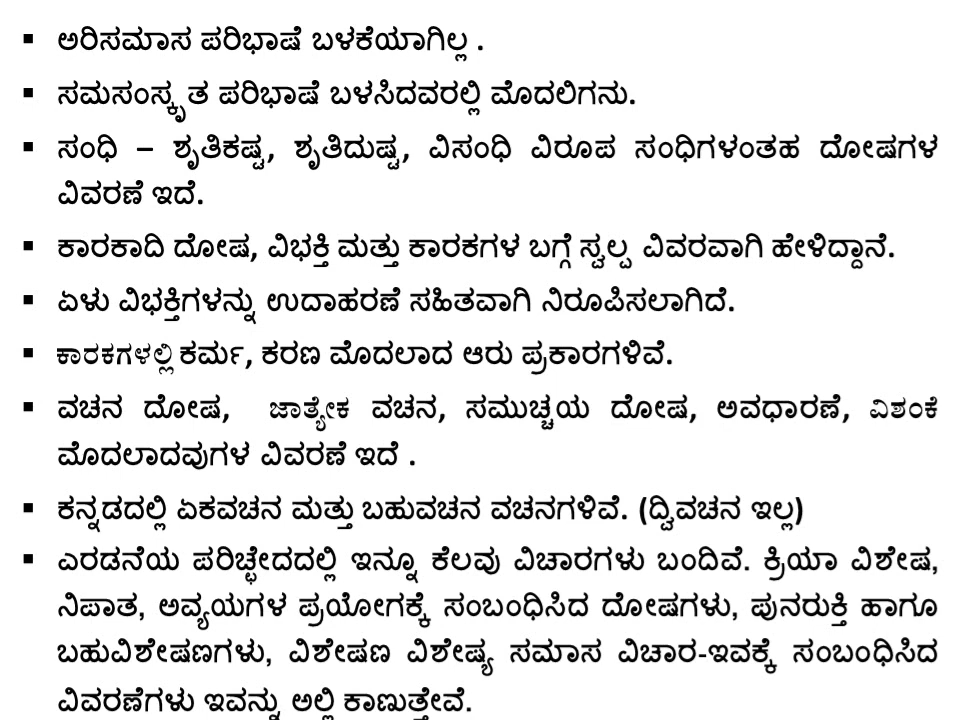 ▪ ಅರಿಸಮಾಸ ಪರಿಭಾಷೆ ಬಳಕೆಯಾಗಿಲ್ಲ .
▪ ಸಮಸಂಸ್ಕೃತ ಪರಿಭಾಷೆ ಬಳಸಿದವರಲ್ಲಿ ಮೊದಲಿಗನು.
▪ ಸಂಧಿ – ಶೃತಿಕಷ್ಟ, ಶೃತಿದುಷ್ಟ, ವಿಸಂಧಿ ವಿರೂಪ ಸಂಧಿಗಳಂತಹ ದೋಷಗಳ
ವಿವರಣೆ ಇದೆ.
▪ ಕಾರಕಾದಿ ದೋಷ, ವಿಭಕ್ತಿ ಮತ್ತು ಕಾರಕಗಳ ಬಗ್ಗೆ ಸ್ವಲ್ಪ ವಿವರವಾಗಿ ಹೇಳಿದ್ದಾನೆ.
▪ ಏಳು ವಿಭಕ್ತಿಗಳನ್ನು ಉದಾಹರಣೆ ಸಹಿತವಾಗಿ ನಿರೂಪಿಸಲಾಗಿದೆ.
▪ ಕಾರಕಗಳಲ್ಲಿ ಕರ್ಮ, ಕರಣ ಮೊದಲಾದ ಆರು ಪ್ರಕಾರಗಳಿವೆ.
▪ ವಚನ ದೋಷ, ಜಾತ್ಯೇಕ ವಚನ, ಸಮುಚ್ಚಯ ದೋಷ, ಅವಧಾರಣೆ, ವಿಶಂಕೆ
ಮೊದಲಾದವುಗಳ ವಿವರಣೆ ಇದೆ .
▪ ಕನ್ನಡದಲ್ಲಿ ಏಕವಚನ ಮತ್ತು ಬಹುವಚನ ವಚನಗಳಿವೆ. (ದ್ವಿವಚನ ಇಲ್ಲ)
▪ ಎರಡನೆಯ ಪರಿಚ್ಛೇದದಲ್ಲಿ ಇನ್ನೂ ಕೆಲವು ವಿಚಾರಗಳು ಬಂದಿವೆ. ಕ್ರಿಯಾ ವಿಶೇಷ,
ನಿಪಾತ, ಅವ್ಯಯಗಳ ಪ್ರಯೋಗಕ್ಕೆ ಸಂಬಂಧಿಸಿದ ದೋಷಗಳು, ಪುನರುಕ್ತಿ ಹಾಗೂ
ಬಹುವಿಶೇಷಣಗಳು, ವಿಶೇಷಣ ವಿಶೇಷ್ಯ ಸಮಾಸ ವಿಚಾರ-ಇವಕ್ಕೆ ಸಂಬಂಧಿಸಿದ
ವಿವರಣೆಗಳು ಇವನ್ನು ಅಲ್ಲಿ ಕಾಣುತ್ತೇವೆ.